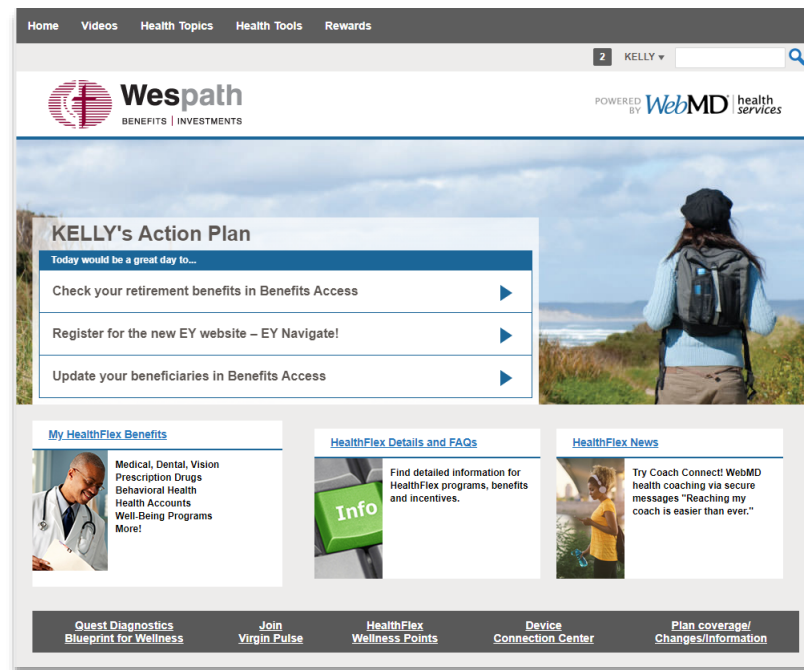 Home Videos Health Topics Health Tools Rewards
2 KELLY
Wespath
BENEFITS | INVESTMENTS
POWERED BY WebMD health services
KELLY's Action Plan
Today would be a great day to...
Check your retirement benefits in Benefits Access
Register for the new EY website – EY Navigate!
Update your beneficiaries in Benefits Access
My HealthFlex Benefits
Medical, Dental, Vision
Prescription Drugs
Behavioral Health
Health Accounts
Well-Being Programs
More!
HealthFlex Details and FAQs
Info
Find detailed information for
HealthFlex programs, benefits
and incentives.
HealthFlex News
Try Coach Connect! WebMD
health coaching via secure
messages "Reaching my
coach is easier than ever."
Quest Diagnostics
Blueprint for Wellness
Join
Virgin Pulse
HealthFlex
Wellness Points
Device
Connection Center
Plan coverage/
Changes/Information